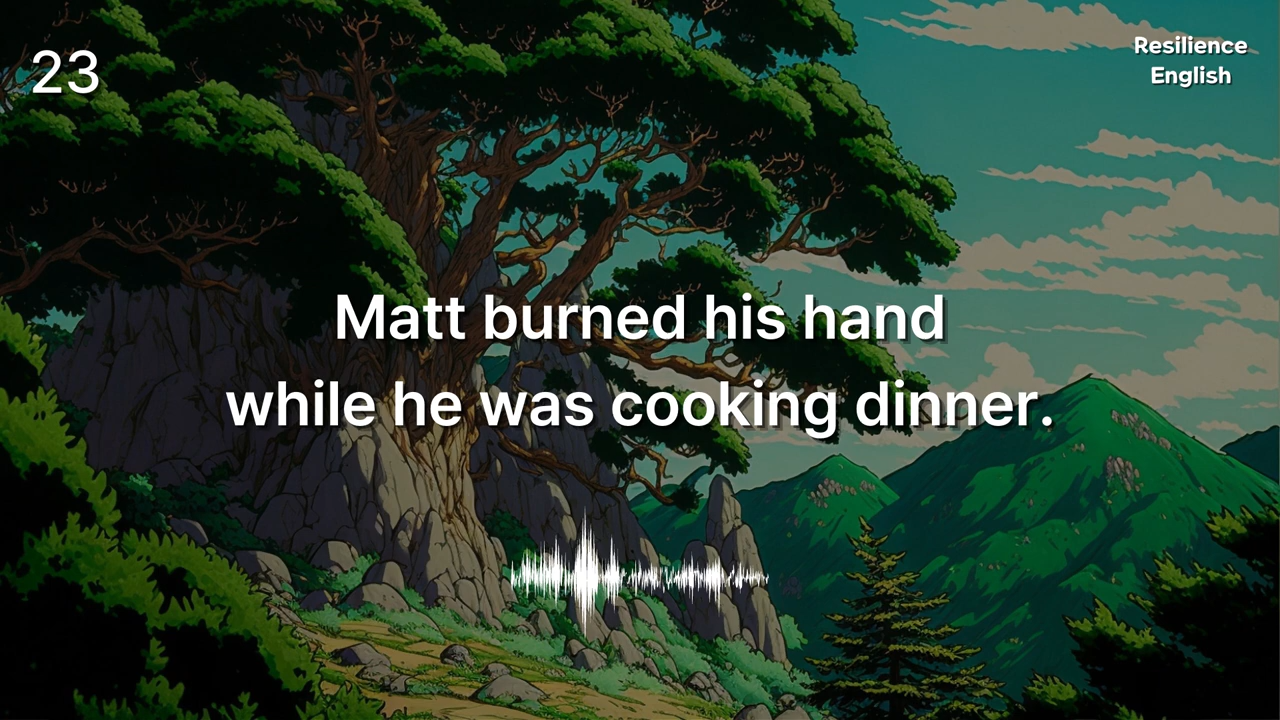 23
Resilience
English
Matt burned his hand
while he was cooking dinner.